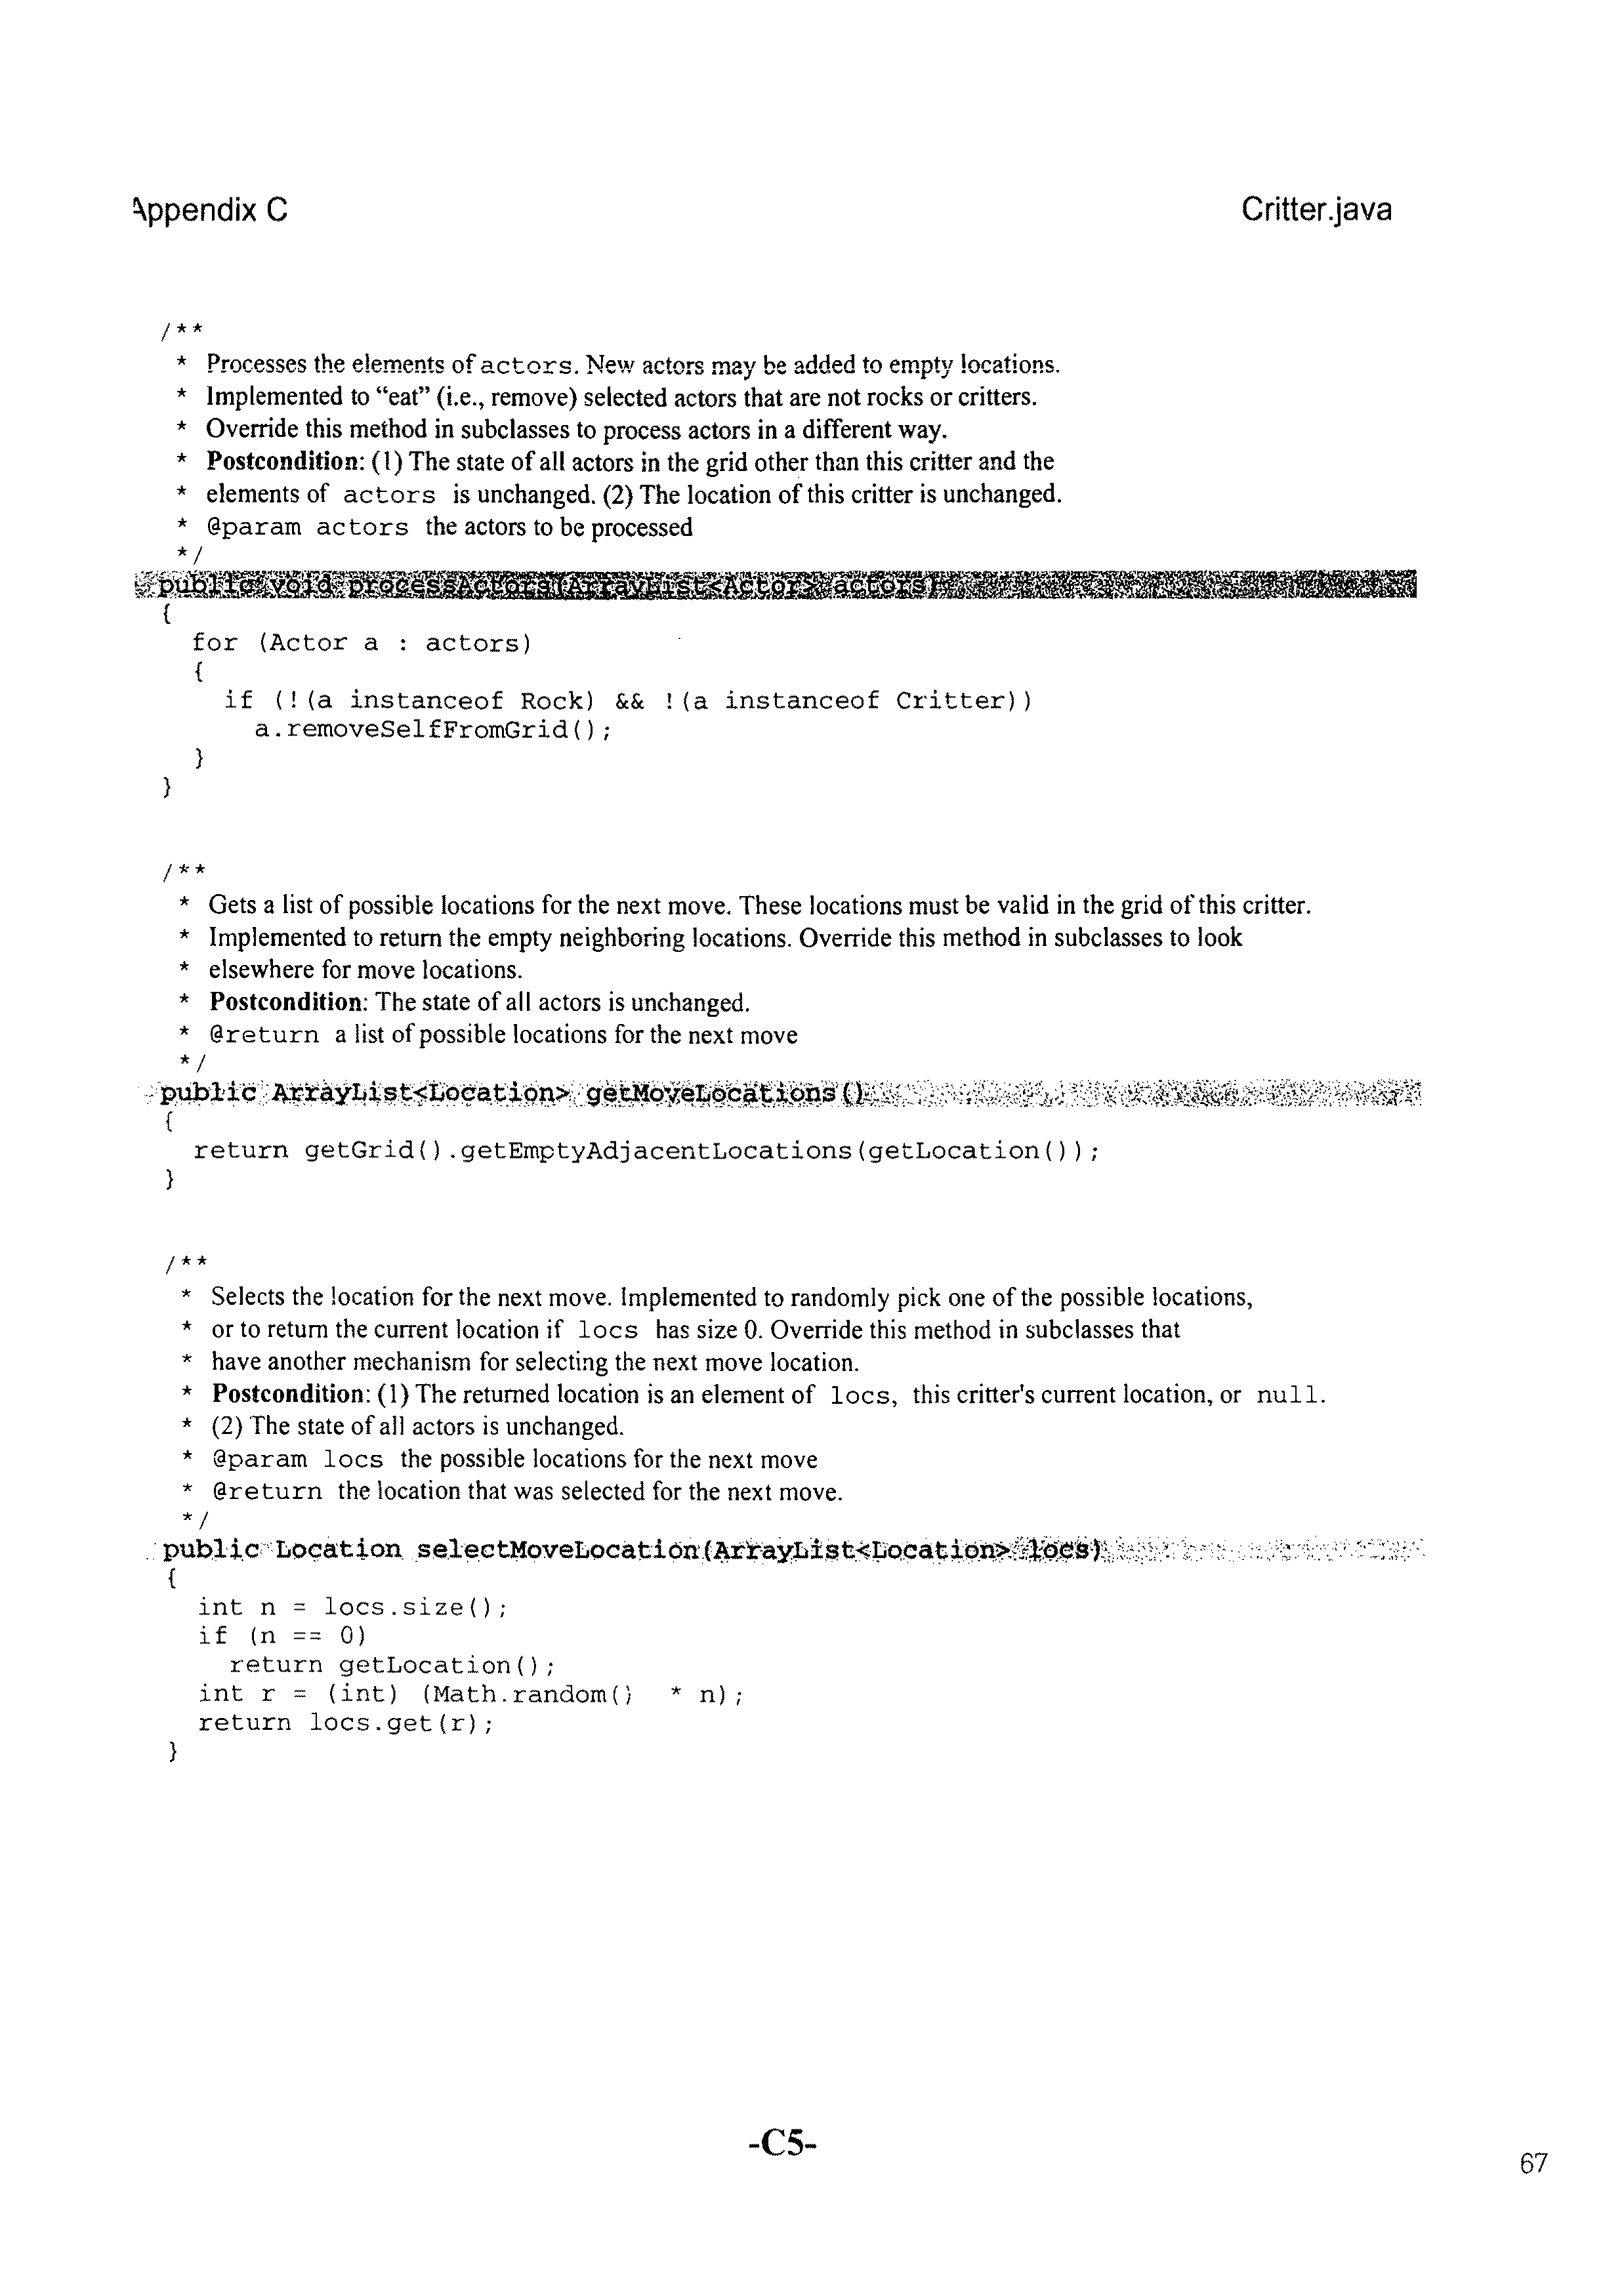 Appendix C
Critter.java
/**
* Processes the elements of actors. New actors may be added to empty locations.
* Implemented to “eat” (i.e., remove) selected actors that are not rocks or critters.
* Override this method in subclasses to process actors in a different way.
* Postcondition: (1) The state of all actors in the grid other than this critter and the
* elements of actors is unchanged. (2) The location of this critter is unchanged.
* @param actors the actors to be processed
*/
public void processActors(ArrayList<Actor> actors)
{
for (Actor a : actors)
{
if (!(a instanceof Rock) && !(a instanceof Critter))
a.removeSelfFromGrid();
}
}
/**
* Gets a list of possible locations for the next move. These locations must be valid in the grid of this critter.
* Implemented to return the empty neighboring locations. Override this method in subclasses to look
* elsewhere for move locations.
* Postcondition: The state of all actors is unchanged.
* @return a list of possible locations for the next move
*/
public ArrayList<Location> getMoveLocations()
{
return getGrid().getEmptyAdjacentLocations(getLocation());
}
/**
* Selects the location for the next move. Implemented to randomly pick one of the possible locations,
* or to return the current location if locs has size 0. Override this method in subclasses that
* have another mechanism for selecting the next move location.
* Postcondition: (1) The returned location is an element of locs, this critter's current location, or null.
* (2) The state of all actors is unchanged.
* @param locs the possible locations for the next move
* @return the location that was selected for the next move.
*/
public Location selectMoveLocation(ArrayList<Location> locs)
{
int n = locs.size();
if (n == 0)
return getLocation();
int r = (int) (Math.random() * n);
return locs.get(r);
}
-C5-
67